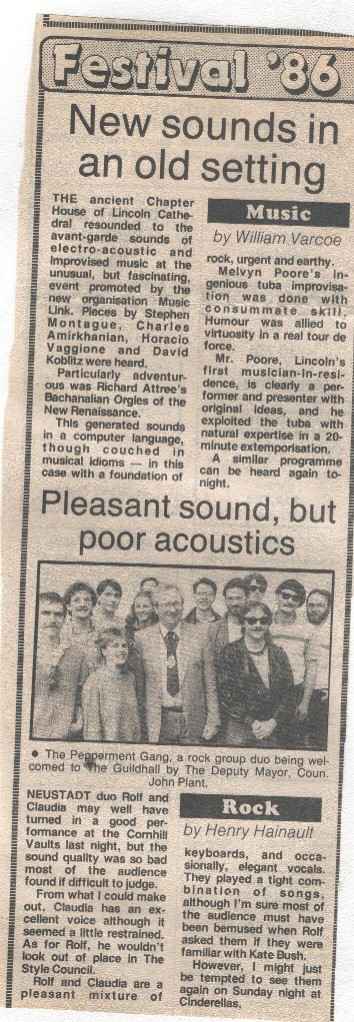 Festival '86
New sounds in
an old setting
THE ancient Chapter
House of Lincoln Cathe-
dral resounded to the
avant-garde sounds of
electro-acoustic and
improvised music at the
unusual, but fascinating,
event promoted by the
new organisation Music
Link. Pieces by Stephen
Montague, Charles
Amirkhanian, Horacio
Vaggione and David
Koblitz were heard.
Particularly adventur-
ous was Richard Attree's
Bachanalian Orgies of the
New Renaissance.
This generated sounds
in a computer language,
though couched in
musical idioms — in this
case with a foundation of
Music
by William Varcoe
rock, urgent and earthy.
Melvyn Poore's in-
genious tuba improvisa-
tion was done with
consummate skill.
Humour was allied to
virtuosity in a real tour de
force.
Mr. Poore, Lincoln's
first musician-in-resi-
dence, is clearly a per-
former and presenter with
original ideas, and he
exploited the tuba with
natural expertise in a 20-
minute extemporisation.
A similar programme
can be heard again to-
night.
Pleasant sound, but
poor acoustics
● The Pepperment Gang, a rock group duo being wel-
comed to The Guildhall by The Deputy Mayor, Coun.
John Plant.
NEUSTADT duo Rolf and
Claudia may well have
turned in a good per-
formance at the Cornhill
Vaults last night, but the
sound quality was so bad
most of the audience
found if difficult to judge.
From what I could make
out, Claudia has an ex-
cellent voice although it
seemed a little restrained.
As for Rolf, he wouldn't
look out of place in The
Style Council.
Rolf and Claudia are a
pleasant mixture of
Rock
by Henry Hainault
keyboards, and occa-
sionally, elegant vocals.
They played a tight com-
bination of songs,
although I'm sure most of
the audience must have
been bemused when Rolf
asked them if they were
familiar with Kate Bush.
However, I might just
be tempted to see them
again on Sunday night at
Cinderellas.